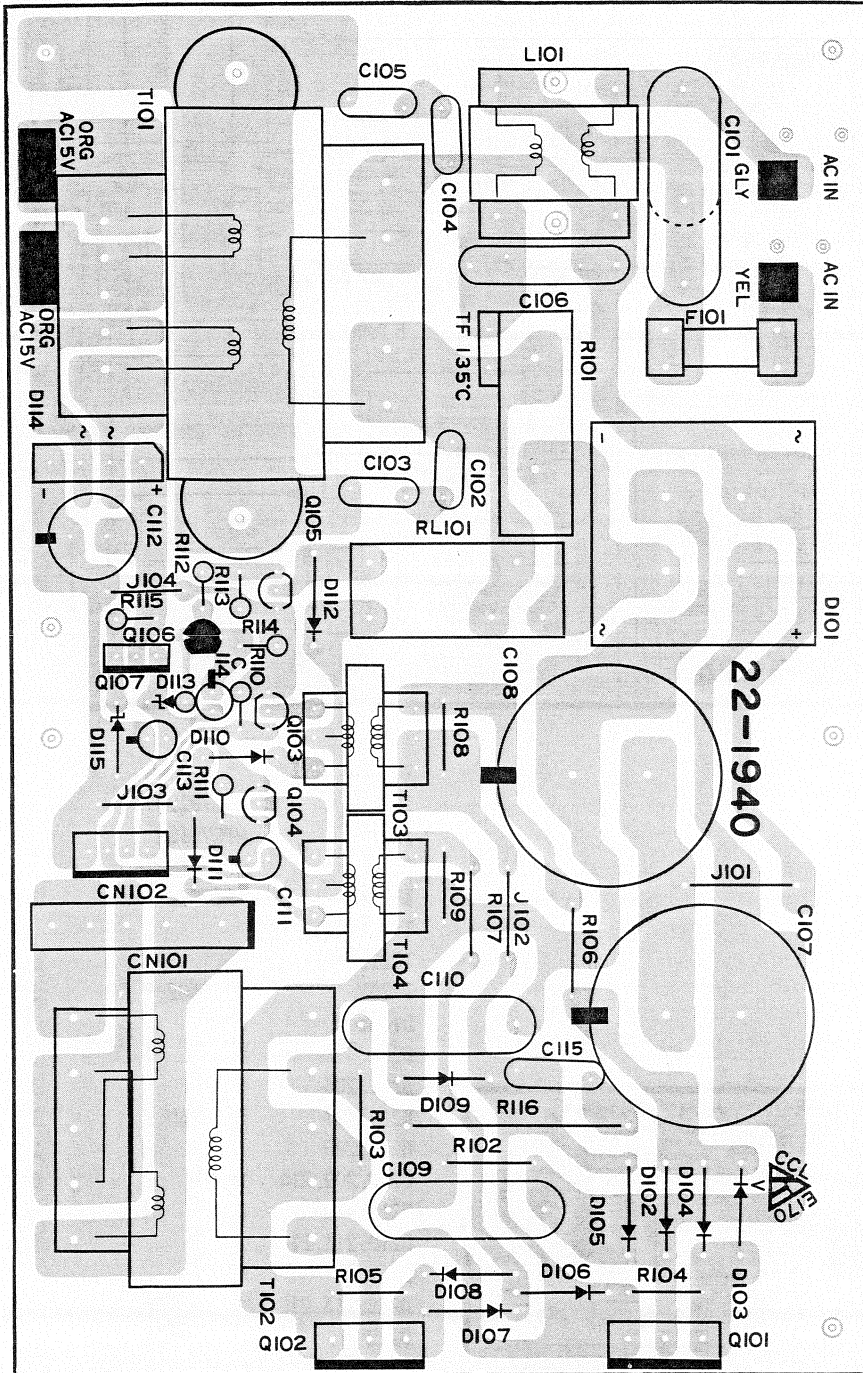 L101
C105
T101
ORG
AC15V
C104
C101
GLY
AC IN
ORG
AC15V
YEL
AC IN
C106
F101
TF 135°C
R101
D114
~
~
-
+
C112
C103
C102
Q105
RL101
-
~
~
+
D101
R112
R113
J104
R115
Q106
D112
R114
Q107
D113
C
114
R110
C108
22-1940
D115
D110
Q103
R108
C113
R111
J103
Q104
T103
D111
C111
J101
CN102
R109
J102
R107
R106
C107
T104
CN101
C110
C115
D109
R116
R103
R102
C109
CCL
V
E170
D105
D102
D104
D103
T102
R105
D108
D106
R104
D107
Q102
Q101